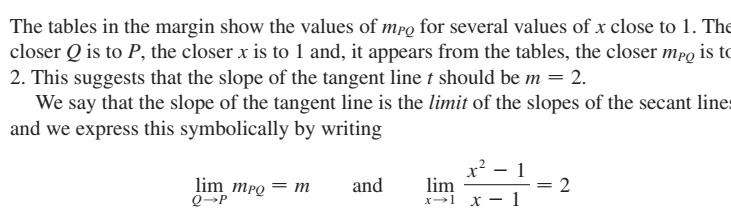 The tables in the margin show the values of m_PQ for several values of x close to 1. The
closer Q is to P, the closer x is to 1 and, it appears from the tables, the closer m_PQ is to
2. This suggests that the slope of the tangent line t should be m = 2.
We say that the slope of the tangent line is the limit of the slopes of the secant lines
and we express this symbolically by writing
lim_{Q→P} m_PQ = m and lim_{x→1} (x² − 1)/(x − 1) = 2